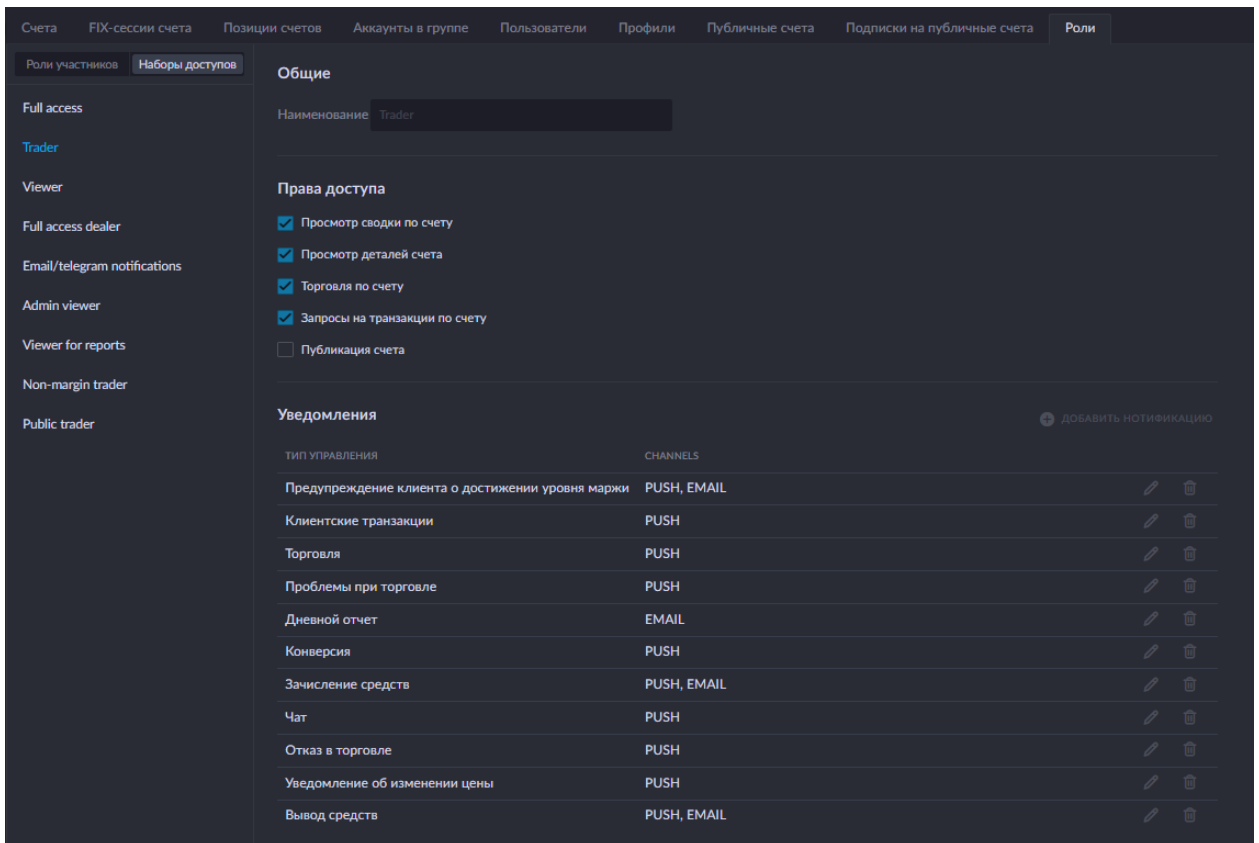 Счета FIX-сессии счета Позиции счетов Аккаунты в группе Пользователи Профили Публичные счета Подписки на публичные счета Роли
Роли участников Наборы доступов
Full access
Trader
Viewer
Full access dealer
Email/telegram notifications
Admin viewer
Viewer for reports
Non-margin trader
Public trader
Общие
Наименование Trader
Права доступа
Просмотр сводки по счету
Просмотр деталей счета
Торговля по счету
Запросы на транзакции по счету
Публикация счета
Уведомления ДОБАВИТЬ НОТИФИКАЦИЮ
ТИП УПРАВЛЕНИЯ CHANNELS
Предупреждение клиента о достижении уровня маржи PUSH, EMAIL
Клиентские транзакции PUSH
Торговля PUSH
Проблемы при торговле PUSH
Дневной отчет EMAIL
Конверсия PUSH
Зачисление средств PUSH, EMAIL
Чат PUSH
Отказ в торговле PUSH
Уведомление об изменении цены PUSH
Вывод средств PUSH, EMAIL